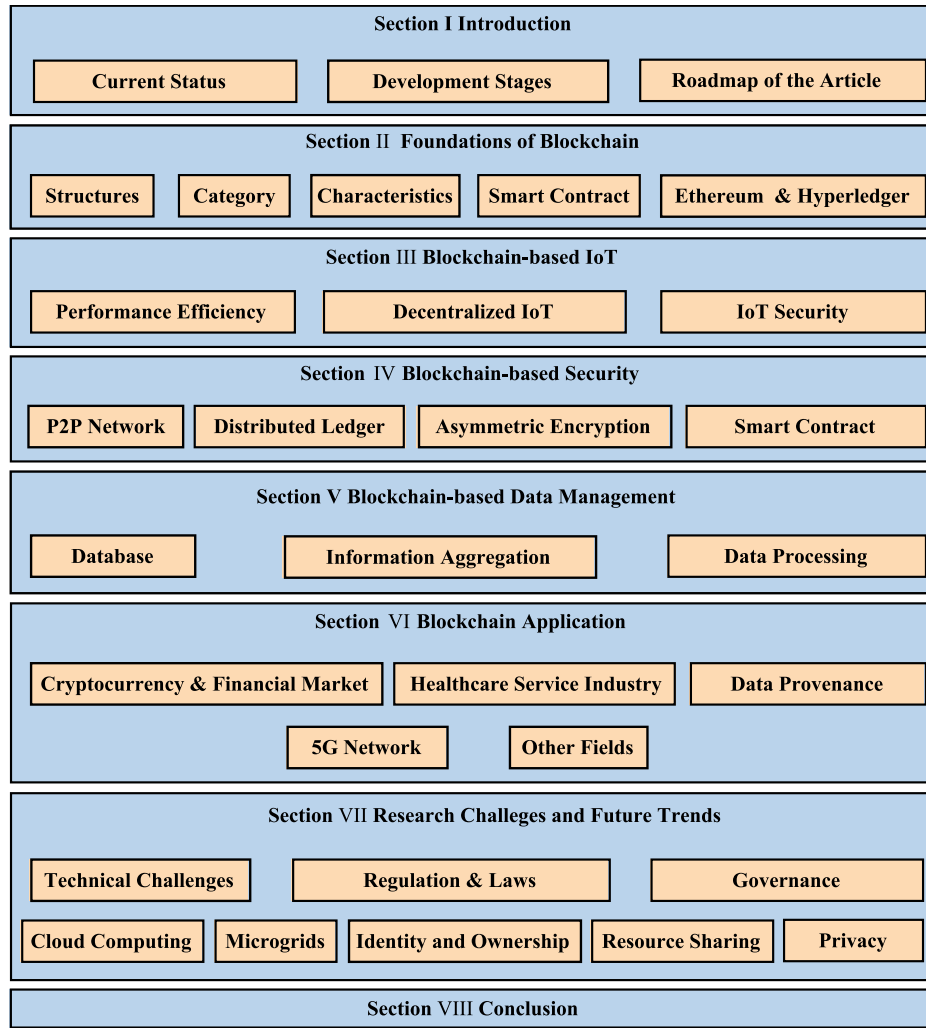 Section I Introduction
Current Status Development Stages Roadmap of the Article
Section II Foundations of Blockchain
Structures Category Characteristics Smart Contract Ethereum & Hyperledger
Section III Blockchain-based IoT
Performance Efficiency Decentralized IoT IoT Security
Section IV Blockchain-based Security
P2P Network Distributed Ledger Asymmetric Encryption Smart Contract
Section V Blockchain-based Data Management
Database Information Aggregation Data Processing
Section VI Blockchain Application
Cryptocurrency & Financial Market Healthcare Service Industry Data Provenance
5G Network Other Fields
Section VII Research Challeges and Future Trends
Technical Challenges Regulation & Laws Governance
Cloud Computing Microgrids Identity and Ownership Resource Sharing Privacy
Section VIII Conclusion